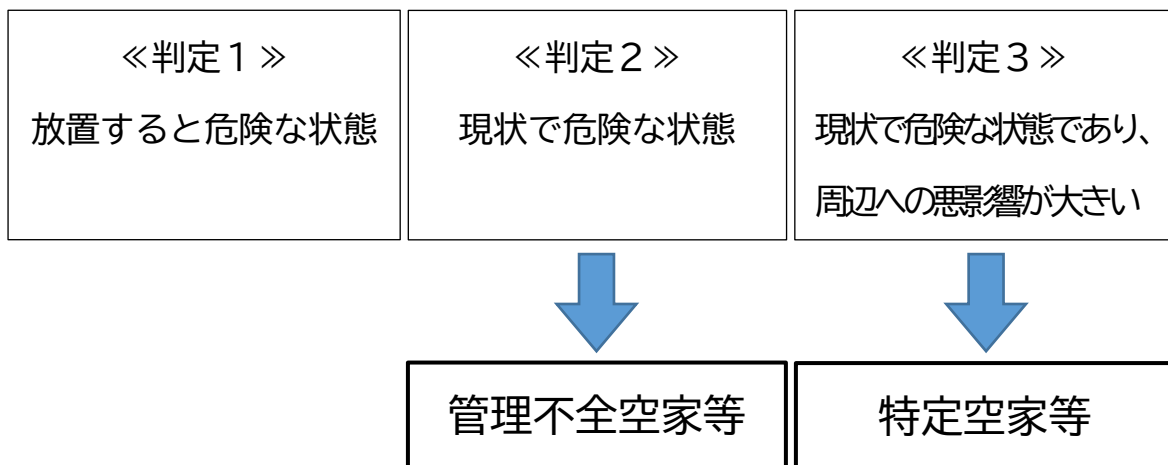 ≪判定１≫
放置すると危険な状態
≪判定２≫
現状で危険な状態
≪判定３≫
現状で危険な状態であり、
周辺への悪影響が大きい
管理不全空家等
特定空家等